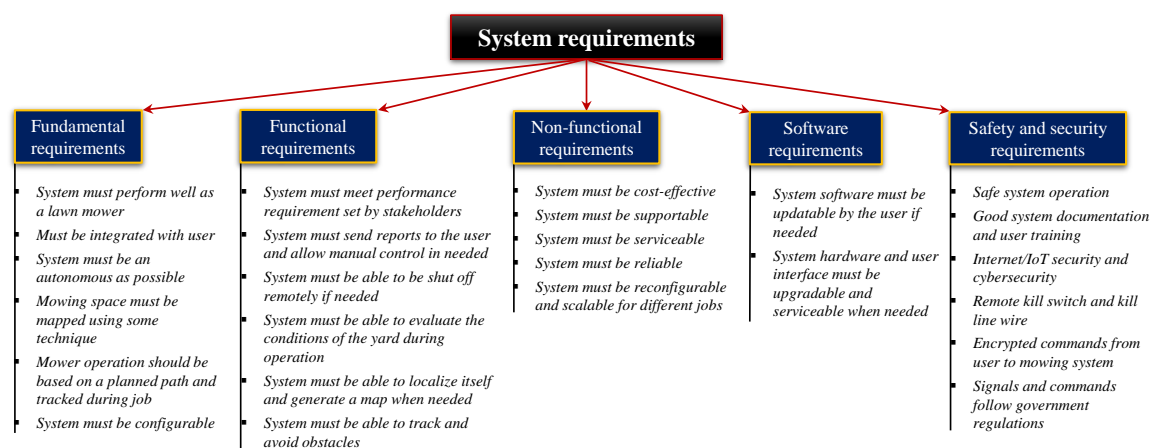 System requirements
Fundamental
requirements
System must perform well as
a lawn mower
Must be integrated with user
System must be an
autonomous as possible
Mowing space must be
mapped using some
technique
Mower operation should be
based on a planned path and
tracked during job
System must be configurable
Functional
requirements
System must meet performance
requirement set by stakeholders
System must send reports to the user
and allow manual control in needed
System must be able to be shut off
remotely if needed
System must be able to evaluate the
conditions of the yard during
operation
System must be able to localize itself
and generate a map when needed
System must be able to track and
avoid obstacles
Non-functional
requirements
System must be cost-effective
System must be supportable
System must be serviceable
System must be reliable
System must be reconfigurable
and scalable for different jobs
Software
requirements
System software must be
updatable by the user if
needed
System hardware and user
interface must be
upgradable and
serviceable when needed
Safety and security
requirements
Safe system operation
Good system documentation
and user training
Internet/IoT security and
cybersecurity
Remote kill switch and kill
line wire
Encrypted commands from
user to mowing system
Signals and commands
follow government
regulations